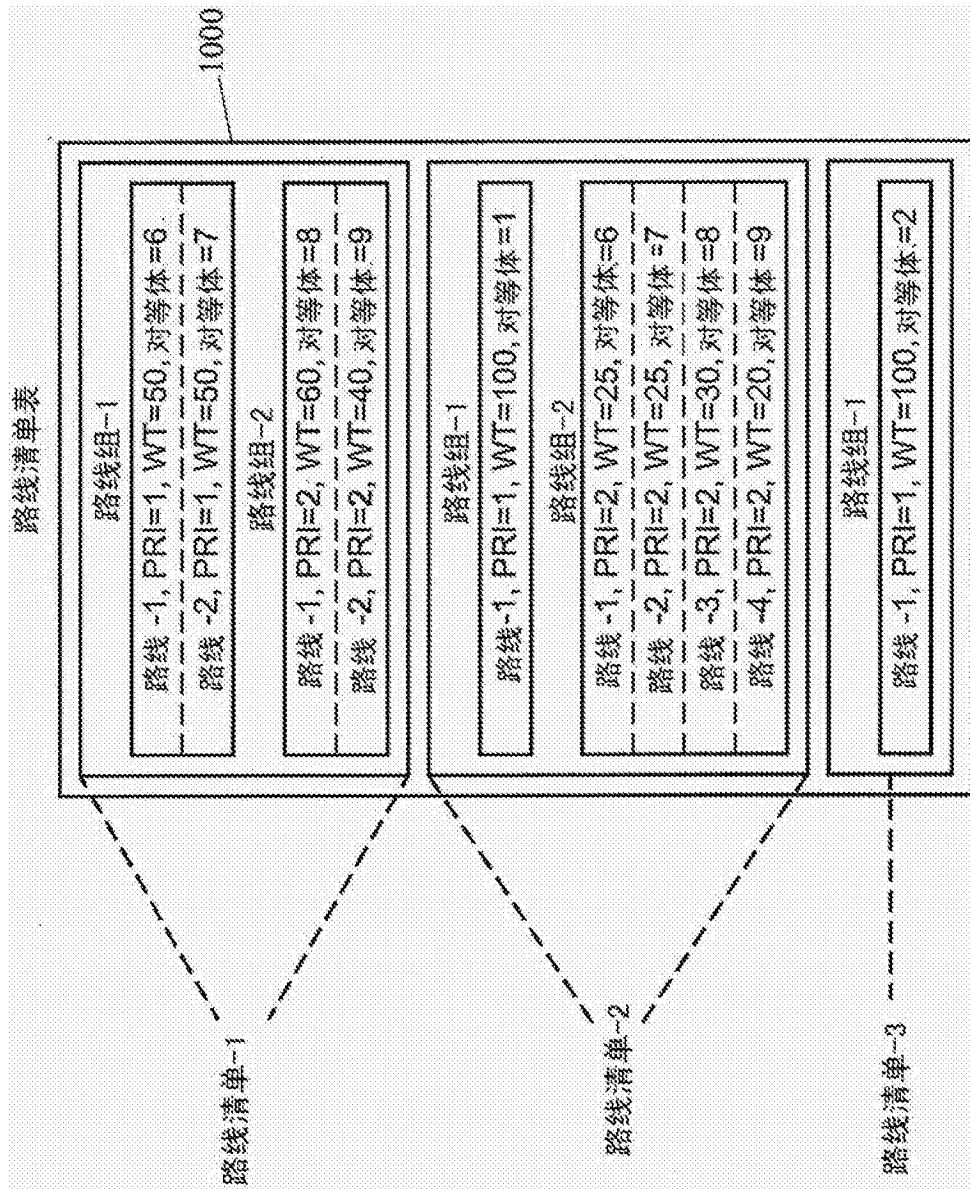 路线清单表
1000
路线清单-1
路线组-1
路线 -1, PRI=1, WT=50, 对等体=6
路线 -2, PRI=1, WT=50, 对等体=7
路线组-2
路线 -1, PRI=2, WT=60, 对等体=8
路线 -2, PRI=2, WT=40, 对等体=9
路线清单-2
路线组-1
路线-1, PRI=1, WT=100, 对等体=1
路线组-2
路线 -1, PRI=2, WT=25, 对等体=6
路线 -2, PRI=2, WT=25, 对等体=7
路线 -3, PRI=2, WT=30, 对等体=8
路线 -4, PRI=2, WT=20, 对等体=9
路线清单-3
路线组-1
路线 -1, PRI=1, WT=100, 对等体=2